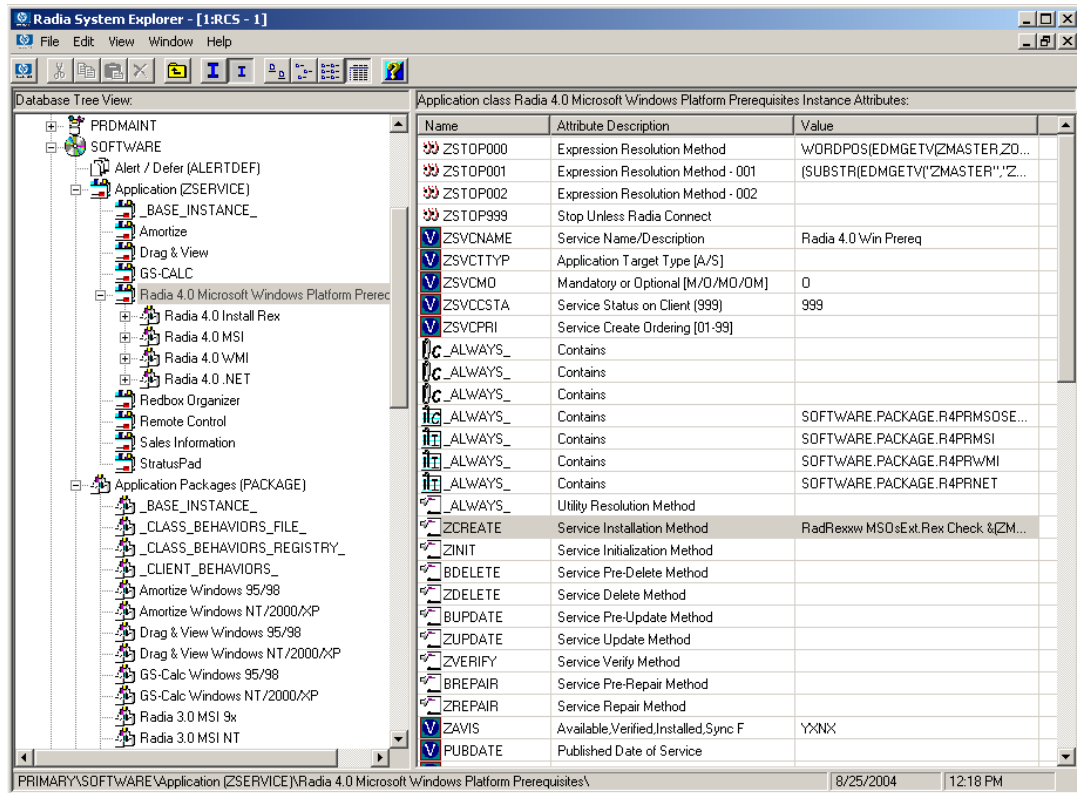 Radia System Explorer - [1:RCS - 1]
File Edit View Window Help
Database Tree View:
Application class Radia 4.0 Microsoft Windows Platform Prerequisites Instance Attributes:
PRDMAINT
SOFTWARE
Alert / Defer (ALERTDEF)
Application (ZSERVICE)
_BASE_INSTANCE_
Amortize
Drag & View
GS-CALC
Radia 4.0 Microsoft Windows Platform Prerec
Radia 4.0 Install Rex
Radia 4.0 MSI
Radia 4.0 WMI
Radia 4.0 .NET
Redbox Organizer
Remote Control
Sales Information
StratusPad
Application Packages (PACKAGE)
_BASE_INSTANCE_
_CLASS_BEHAVIORS_FILE_
_CLASS_BEHAVIORS_REGISTRY_
_CLIENT_BEHAVIORS_
Amortize Windows 95/98
Amortize Windows NT/2000/XP
Drag & View Windows 95/98
Drag & View Windows NT/2000/XP
GS-Calc Windows 95/98
GS-Calc Windows NT/2000/XP
Radia 3.0 MSI 9x
Radia 3.0 MSI NT
Name Attribute Description Value
ZSTOP000 Expression Resolution Method WORDPOS(EDMGETV(ZMASTER,ZO...
ZSTOP001 Expression Resolution Method - 001 (SUBSTR(EDMGETV("ZMASTER","Z...
ZSTOP002 Expression Resolution Method - 002
ZSTOP999 Stop Unless Radia Connect
V ZSVCNAME Service Name/Description Radia 4.0 Win Prereq
V ZSVCTTYP Application Target Type [A/S]
V ZSVCMO Mandatory or Optional [M/O/MO/OM] O
V ZSVCCSTA Service Status on Client (999) 999
V ZSVCPRI Service Create Ordering [01-99]
C _ALWAYS_ Contains
C _ALWAYS_ Contains
C _ALWAYS_ Contains
C _ALWAYS_ Contains SOFTWARE.PACKAGE.R4PRMSOSE...
I _ALWAYS_ Contains SOFTWARE.PACKAGE.R4PRMSI
I _ALWAYS_ Contains SOFTWARE.PACKAGE.R4PRWMI
I _ALWAYS_ Contains SOFTWARE.PACKAGE.R4PRNET
_ALWAYS_ Utility Resolution Method
ZCREATE Service Installation Method RadRexxw MSOsExt.Rex Check &(ZM...
ZINIT Service Initialization Method
BDELETE Service Pre-Delete Method
ZDELETE Service Delete Method
BUPDATE Service Pre-Update Method
ZUPDATE Service Update Method
ZVERIFY Service Verify Method
BREPAIR Service Pre-Repair Method
ZREPAIR Service Repair Method
V ZAVIS Available,Verified,Installed,Sync F YXNX
V PUBDATE Published Date of Service
PRIMARY\SOFTWARE\Application (ZSERVICE)\Radia 4.0 Microsoft Windows Platform Prerequisites\ 8/25/2004 12:18 PM